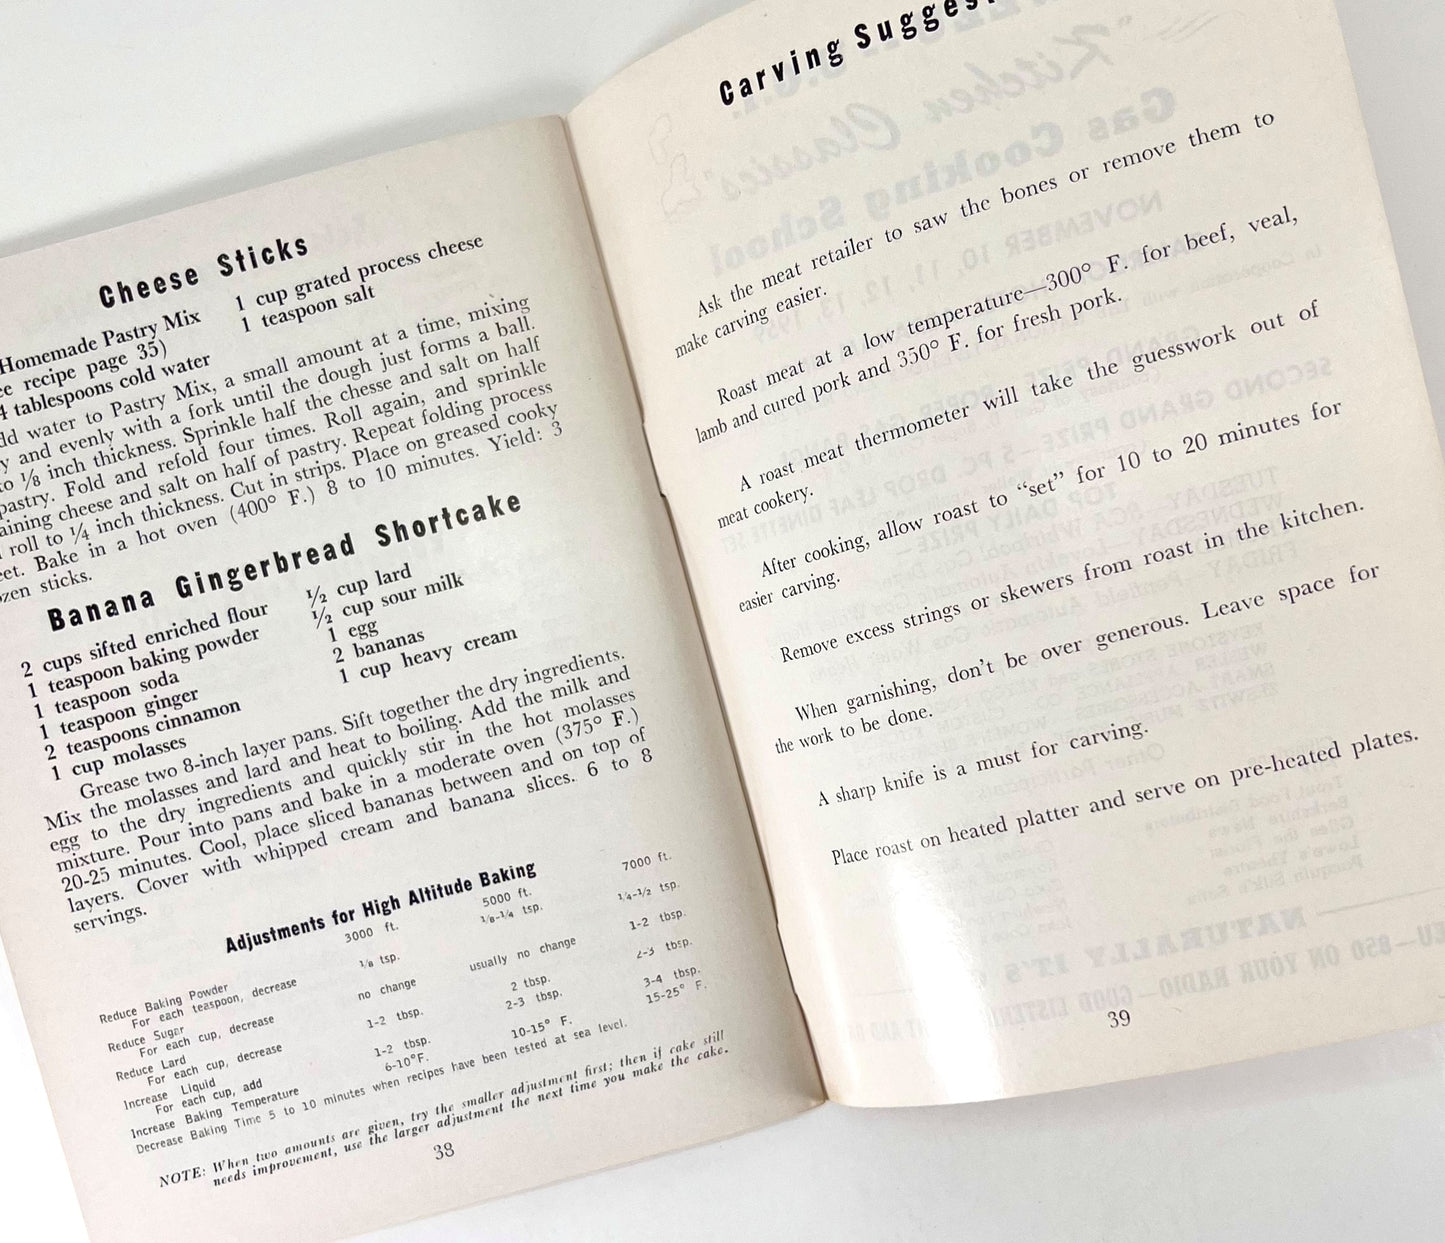 Cheese Sticks
Homemade Pastry Mix
recipe page 35)
4 tablespoons cold water
1 cup grated process cheese
1 teaspoon salt
water to Pastry Mix, a small amount at a time, mixing
and evenly with a fork until the dough just forms a ball.
to 1/8 inch thickness. Sprinkle half the chesse and salt on half
pastry. Fold and refold four times. Roll again, and sprinkle
cheese and salt on half of pastry. Repeat folding process
roll to 1/4 inch thickness. Cut in strips. Place on greased cooky
Bake in a hot oven (400° F.) 8 to 10 minutes. Yield: 3
sticks.
Banana Gingerbread Shortcake
2 cups sifted enriched flour
1 teaspoon baking powder
1 teaspoon soda
1 teaspoon ginger
2 teaspoons cinnamon
1 cup molasses
1/2 cup lard
1/2 cup sour milk
1 egg
2 bananas
1 cup heavy cream
Grease two 8-inch layer pans. Sift together the dry ingredients.
Mix the molasses and lard and heat to boiling. Add the milk and
egg to the dry ingredients and quickly stir in the hot molasses
mixture. Pour into pans and bake in a moderate oven (375° F.)
20-25 minutes. Cool, place sliced bananas between and on top of
layers. Cover with whipped cream and banana slices. 6 to 8
servings.
Adjustments for High Altitude Baking
3000 ft. 5000 ft. 7000 ft.
Reduce Baking Powder
For each teaspoon, decrease 1/8 tsp. 1/8-1/4 tsp. 1/4-1/2 tsp.
Reduce Sugar
For each cup, decrease no change usually no change 1-2 tbsp.
Reduce Lard
For each cup, decrease 1-2 tbsp. 2 tbsp. 2-3 tbsp.
Increase Liquid
For each cup, add 1-2 tbsp. 2-3 tbsp. 3-4 tbsp.
Increase Baking Temperature 6-10°F. 10-15° F. 15-25° F.
Decrease Baking Time 5 to 10 minutes when recipes have been tested at sea level.
NOTE: When two amounts are given, try the smaller adjustment first; then if cake still
needs improvement, use the larger adjustment the next time you make the cake.
38
Carving
Ask the meat retailer to saw the bones or remove them to
make carving easier.
Roast meat at a low temperature—300° F. for beef, veal,
lamb and cured pork and 350° F. for fresh pork.
A roast meat thermometer will take the guesswork out of
meat cookery.
After cooking, allow roast to “set” for 10 to 20 minutes for
easier carving.
Remove excess strings or skewers from roast in the kitchen.
When garnishing, don’t be over generous. Leave space for
the work to be done.
A sharp knife is a must for carving.
Place roast on heated platter and serve on pre-heated plates.
39